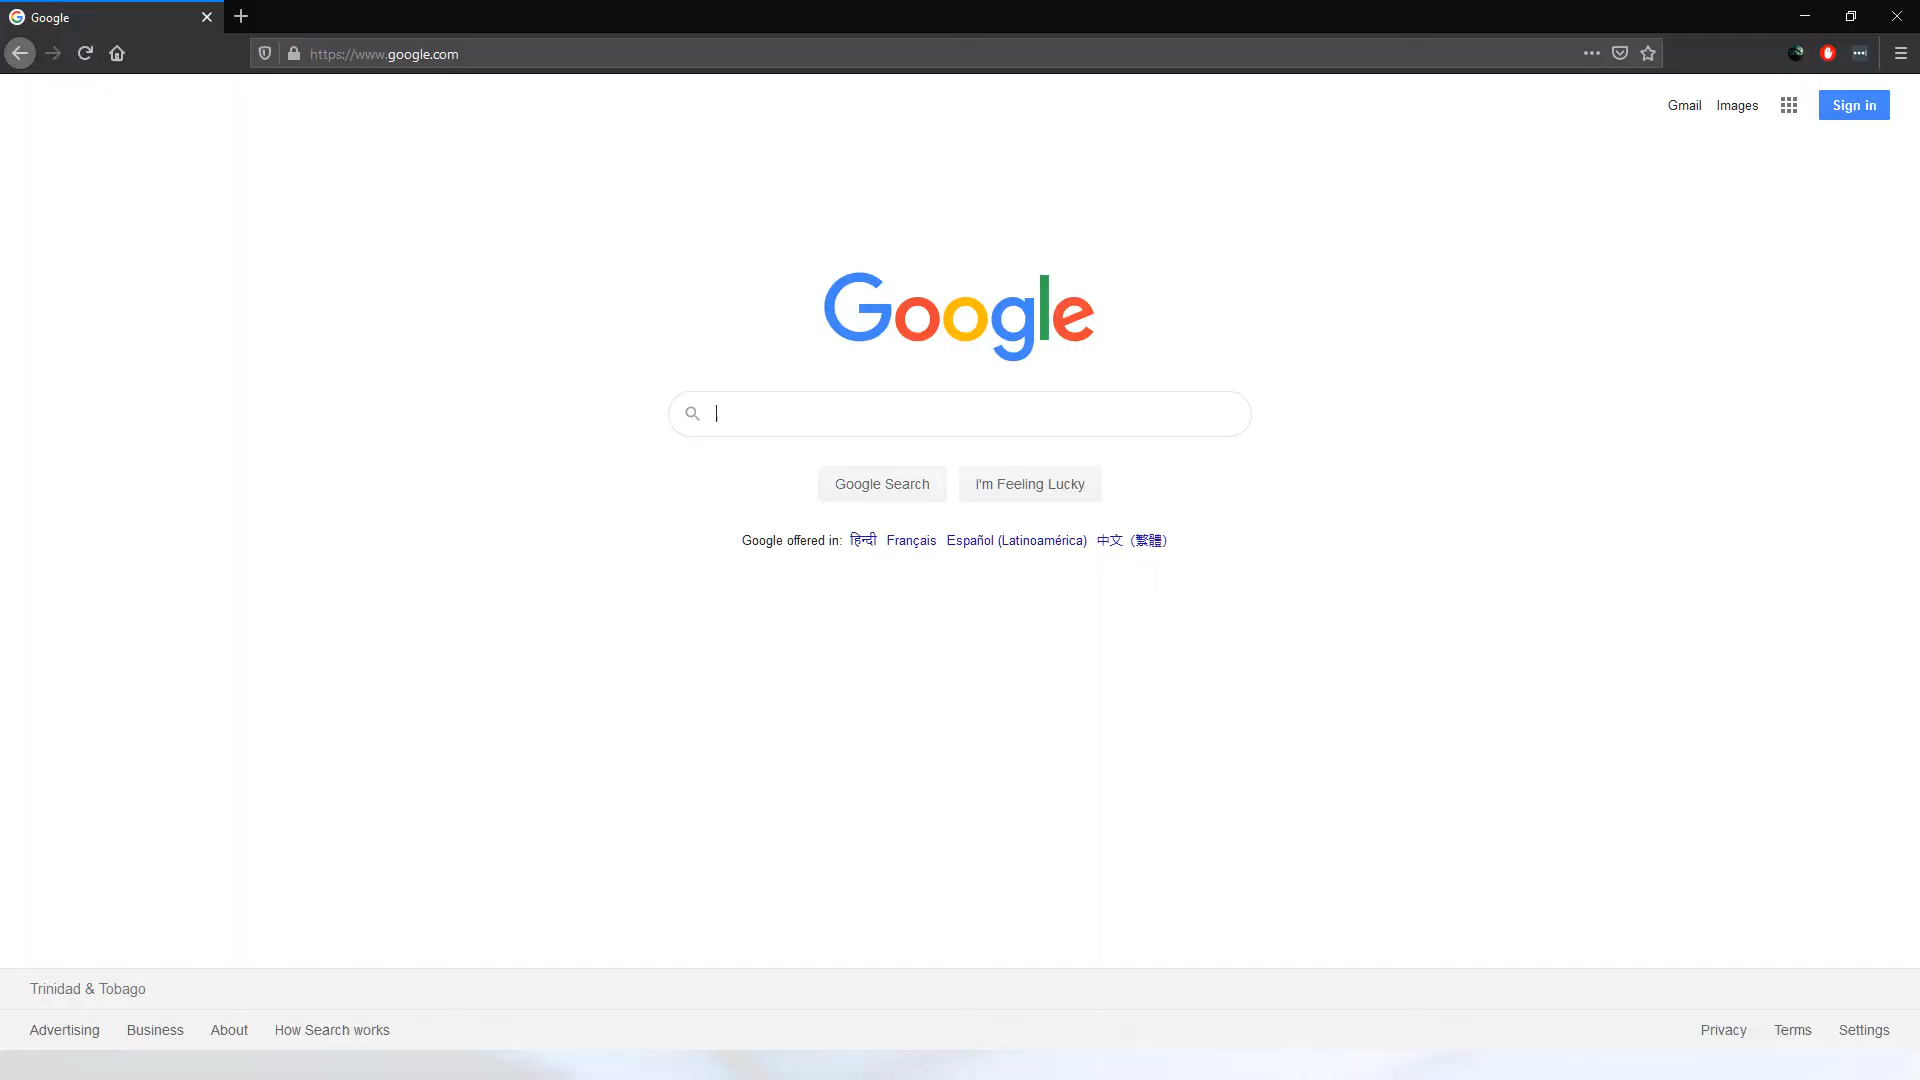 Google
https://www.google.com
Gmail Images Sign in
Google
Google Search I'm Feeling Lucky
Google offered in: हिन्दी Français Español (Latinoamérica) 中文（繁體）
Trinidad & Tobago
Advertising Business About How Search works Privacy Terms Settings